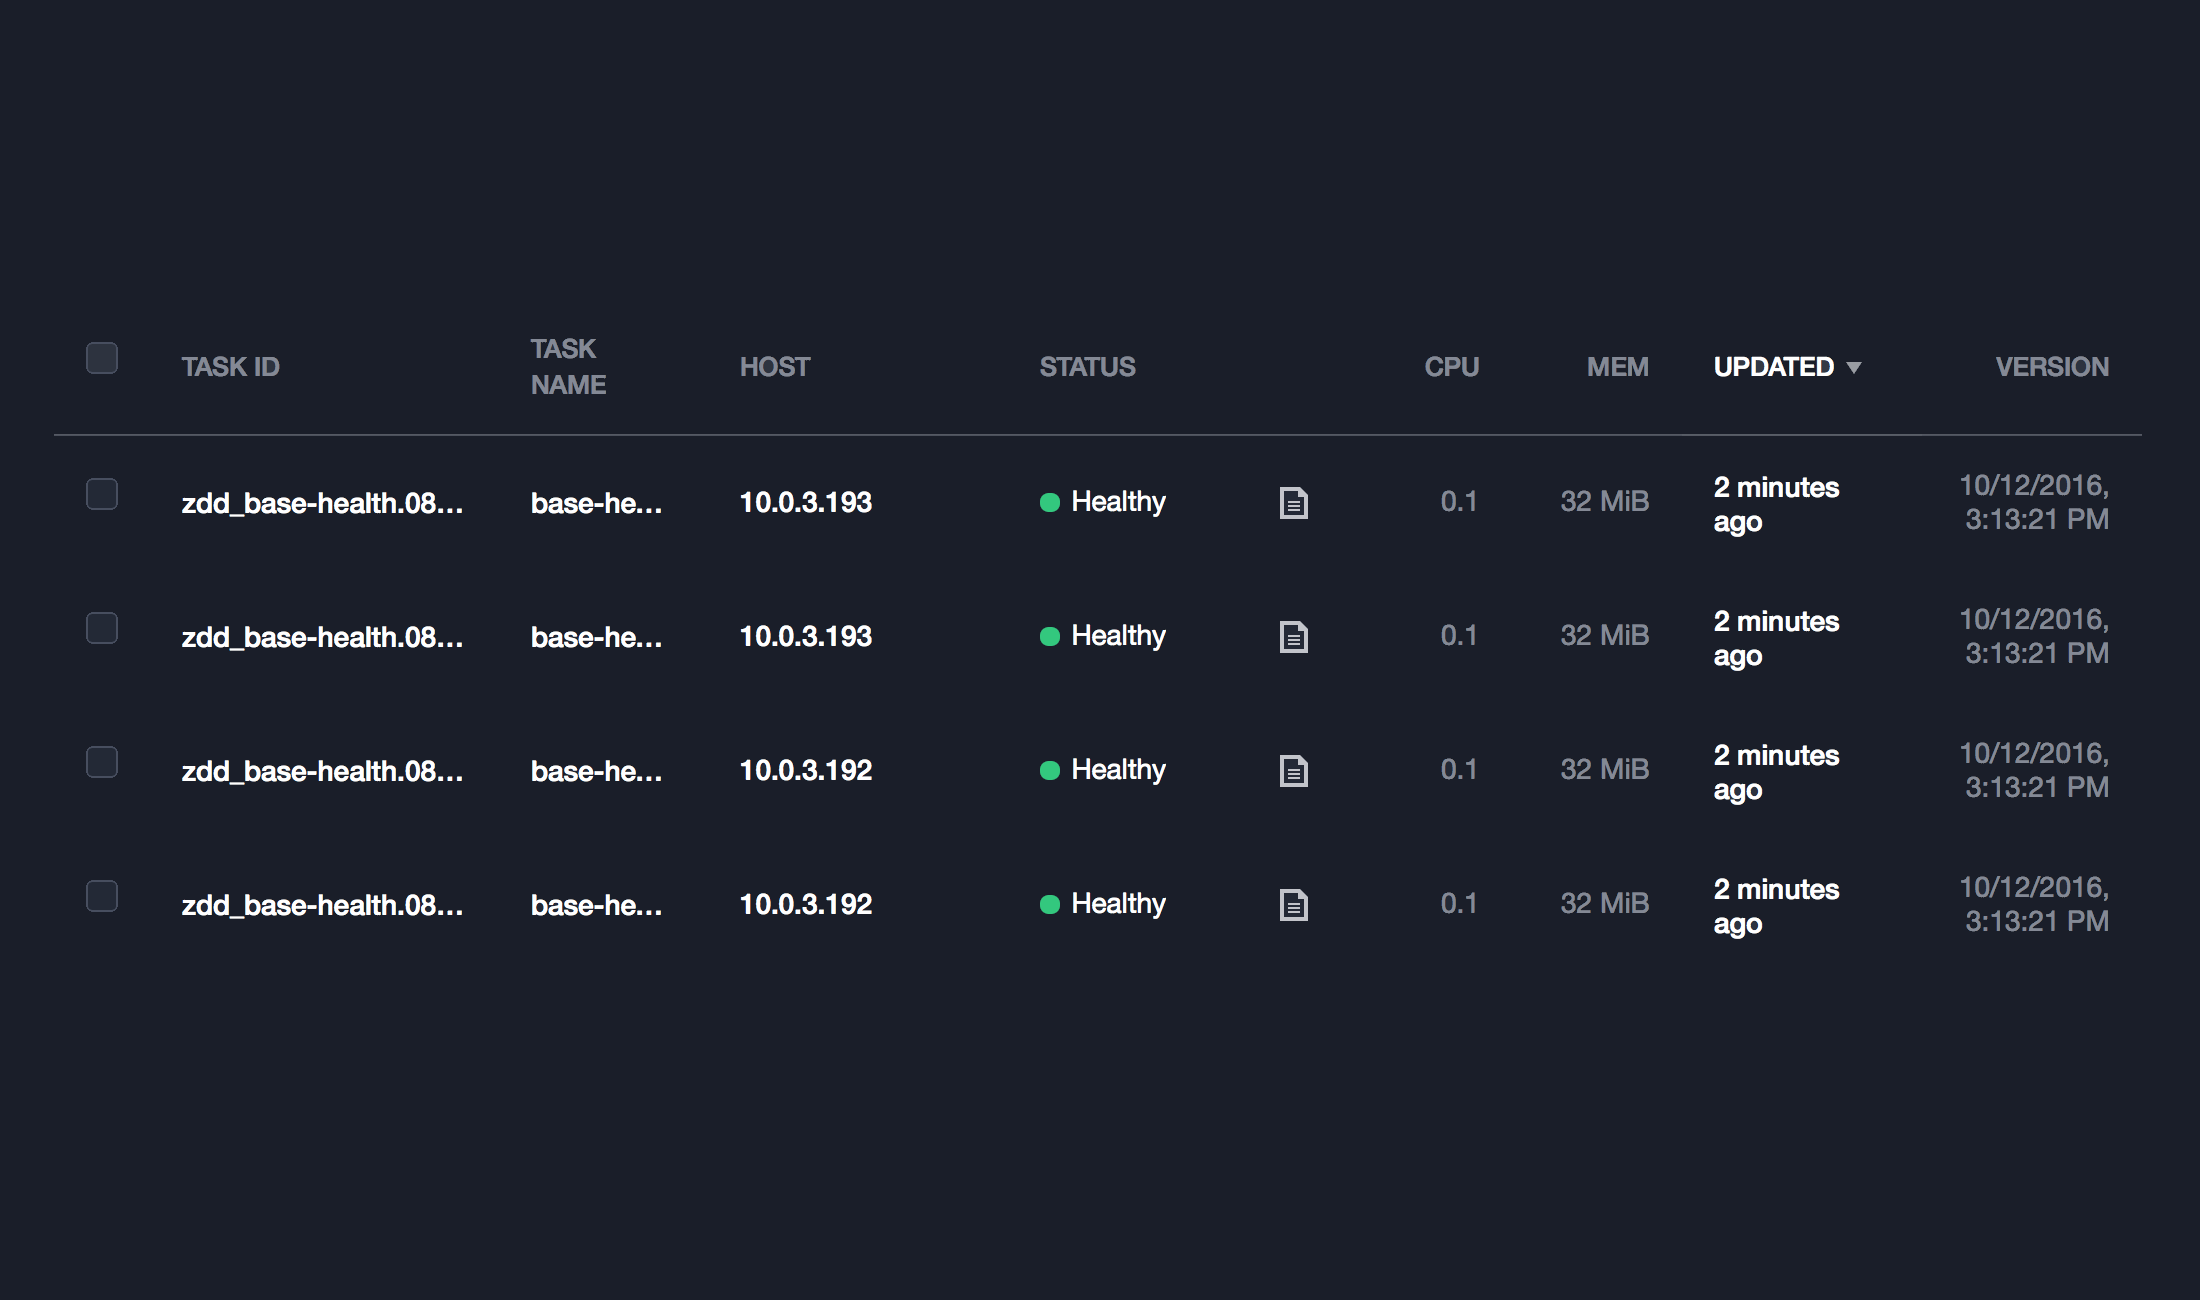 TASK ID TASK NAME HOST STATUS CPU MEM UPDATED VERSION
zdd_base-health.08... base-he... 10.0.3.193 Healthy 0.1 32 MiB 2 minutes ago 10/12/2016, 3:13:21 PM
zdd_base-health.08... base-he... 10.0.3.193 Healthy 0.1 32 MiB 2 minutes ago 10/12/2016, 3:13:21 PM
zdd_base-health.08... base-he... 10.0.3.192 Healthy 0.1 32 MiB 2 minutes ago 10/12/2016, 3:13:21 PM
zdd_base-health.08... base-he... 10.0.3.192 Healthy 0.1 32 MiB 2 minutes ago 10/12/2016, 3:13:21 PM